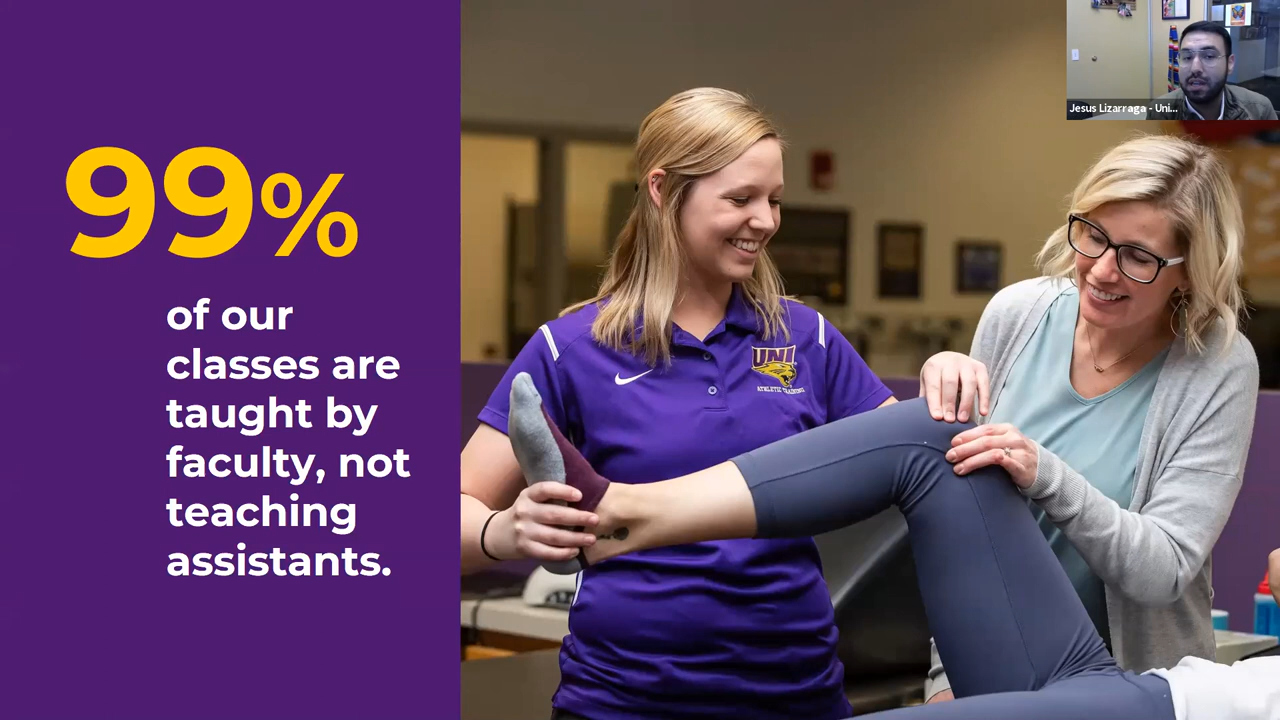 99%
of our
classes are
taught by
faculty, not
teaching
assistants.
Jesus Lizarraga - Uni...
UNI
ATHLETIC TRAINING